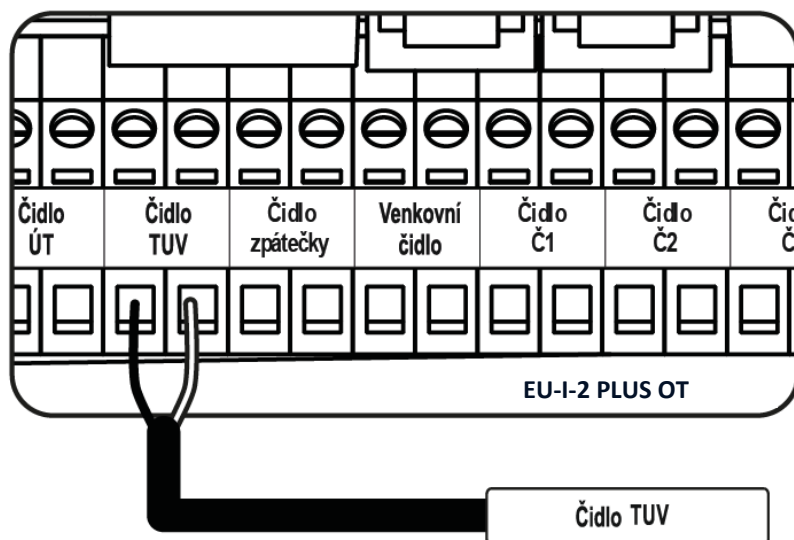 Čidlo
ÚT
Čidlo
TUV
Čidlo
zpátečky
Venkovní
čidlo
Čidlo
Č1
Čidlo
Č2
EU-I-2 PLUS OT
Čidlo TUV